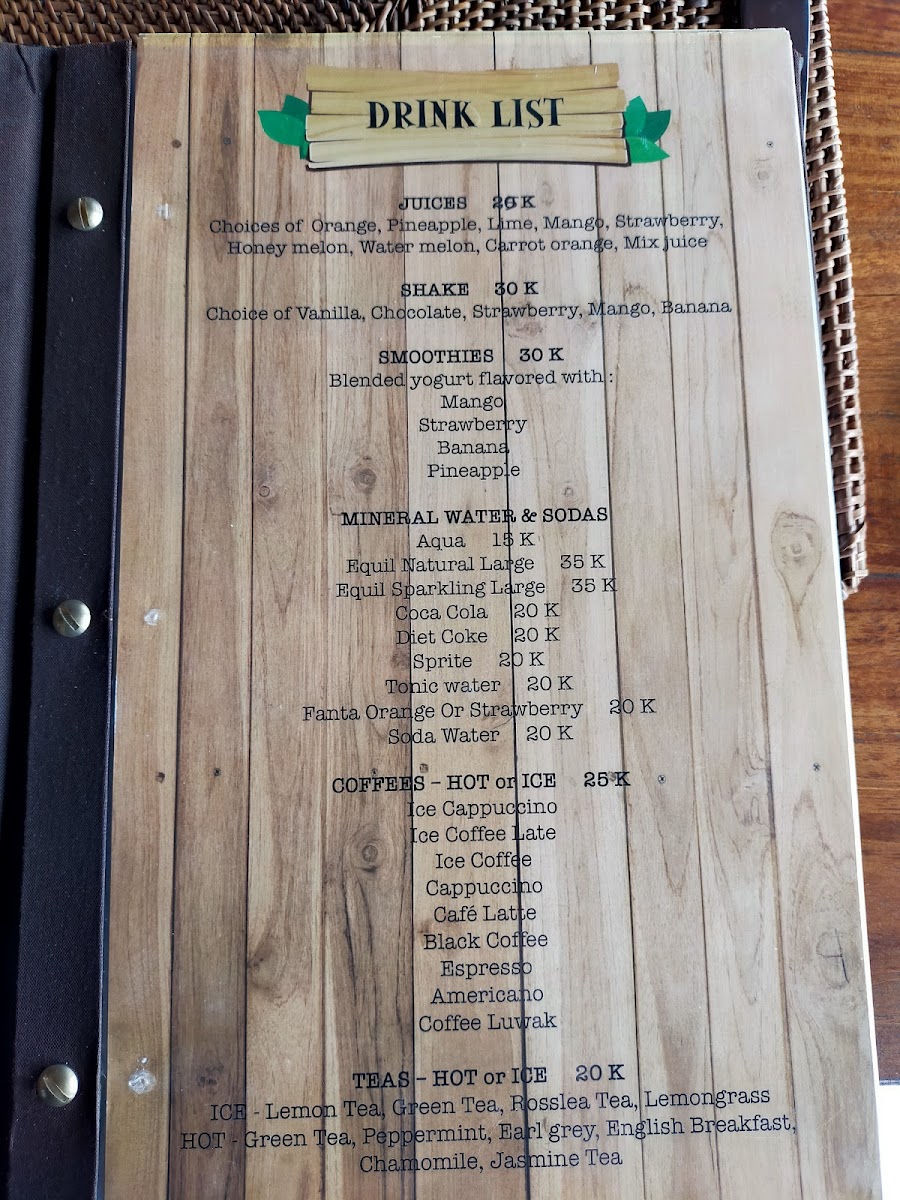 DRINK LIST
JUICES K
Choices of Orange, Pineapple, Lime, Mango, Strawberry,
Honey melon, Water melon, Carrot orange, Mix juice
SHAKE 30 K
Choice of Vanilla, Chocolate, Strawberry, Mango, Banana
SMOOTHIES 30 K
Blended yogurt flavored with :
Mango
Strawberry
Banana
Pineapple
MINERAL WATER & SODAS
Aqua 15 K
Equil Natural Large 35 K
Equil Sparkling Large 35 K
Coca Cola 20 K
Diet Coke 20 K
Sprite 20 K
Tonic water 20 K
Fanta Orange Or Strawberry 20 K
Soda Water 20 K
COFFEES - HOT or ICE 25 K
Ice Cappuccino
Ice Coffee Late
Ice Coffee
Cappuccino
Café Latte
Black Coffee
Espresso
Americano
Coffee Luwak
TEAS - HOT or ICE 20 K
ICE - Lemon Tea, Green Tea, Rosslea Tea, Lemongrass
HOT - Green Tea, Peppermint, Earl grey, English Breakfast,
Chamomile, Jasmine Tea